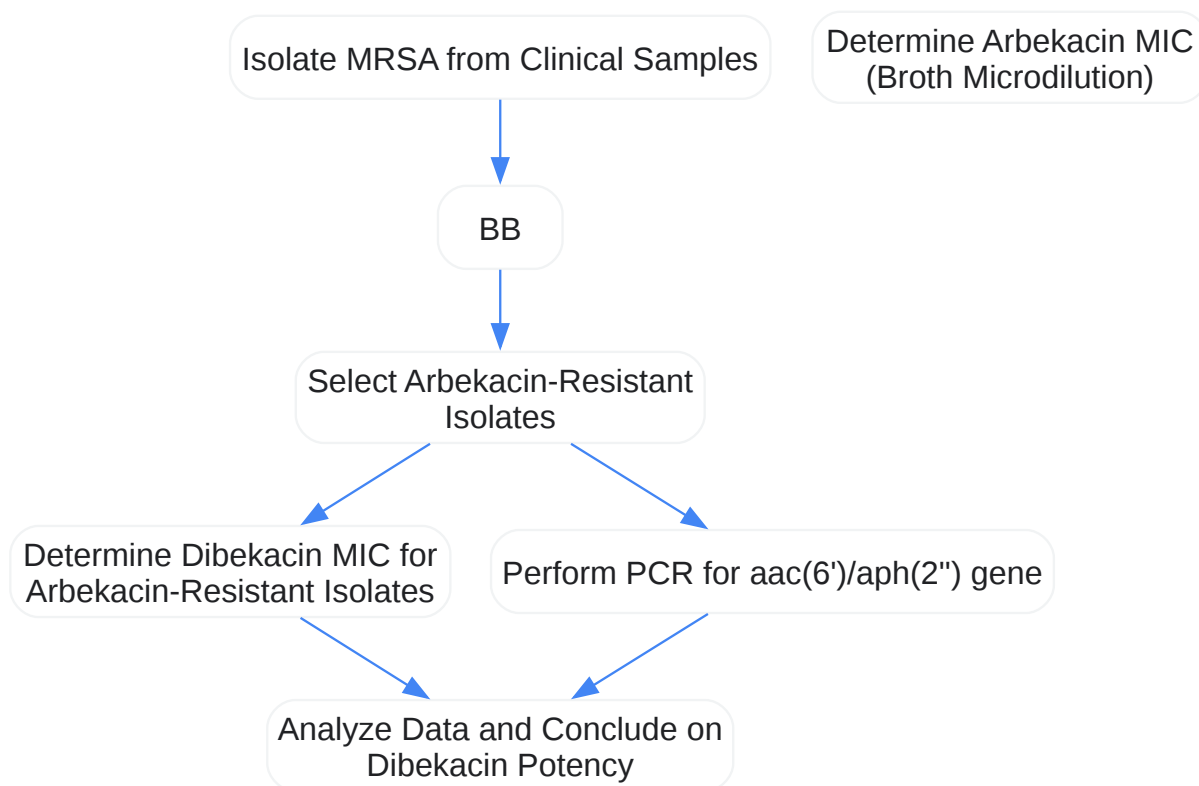 Isolate MRSA from Clinical Samples
Determine Arbekacin MIC
(Broth Microdilution)
BB
Select Arbekacin-Resistant
Isolates
Determine Dibekacin MIC for
Arbekacin-Resistant Isolates
Perform PCR for aac(6')/aph(2") gene
Analyze Data and Conclude on
Dibekacin Potency